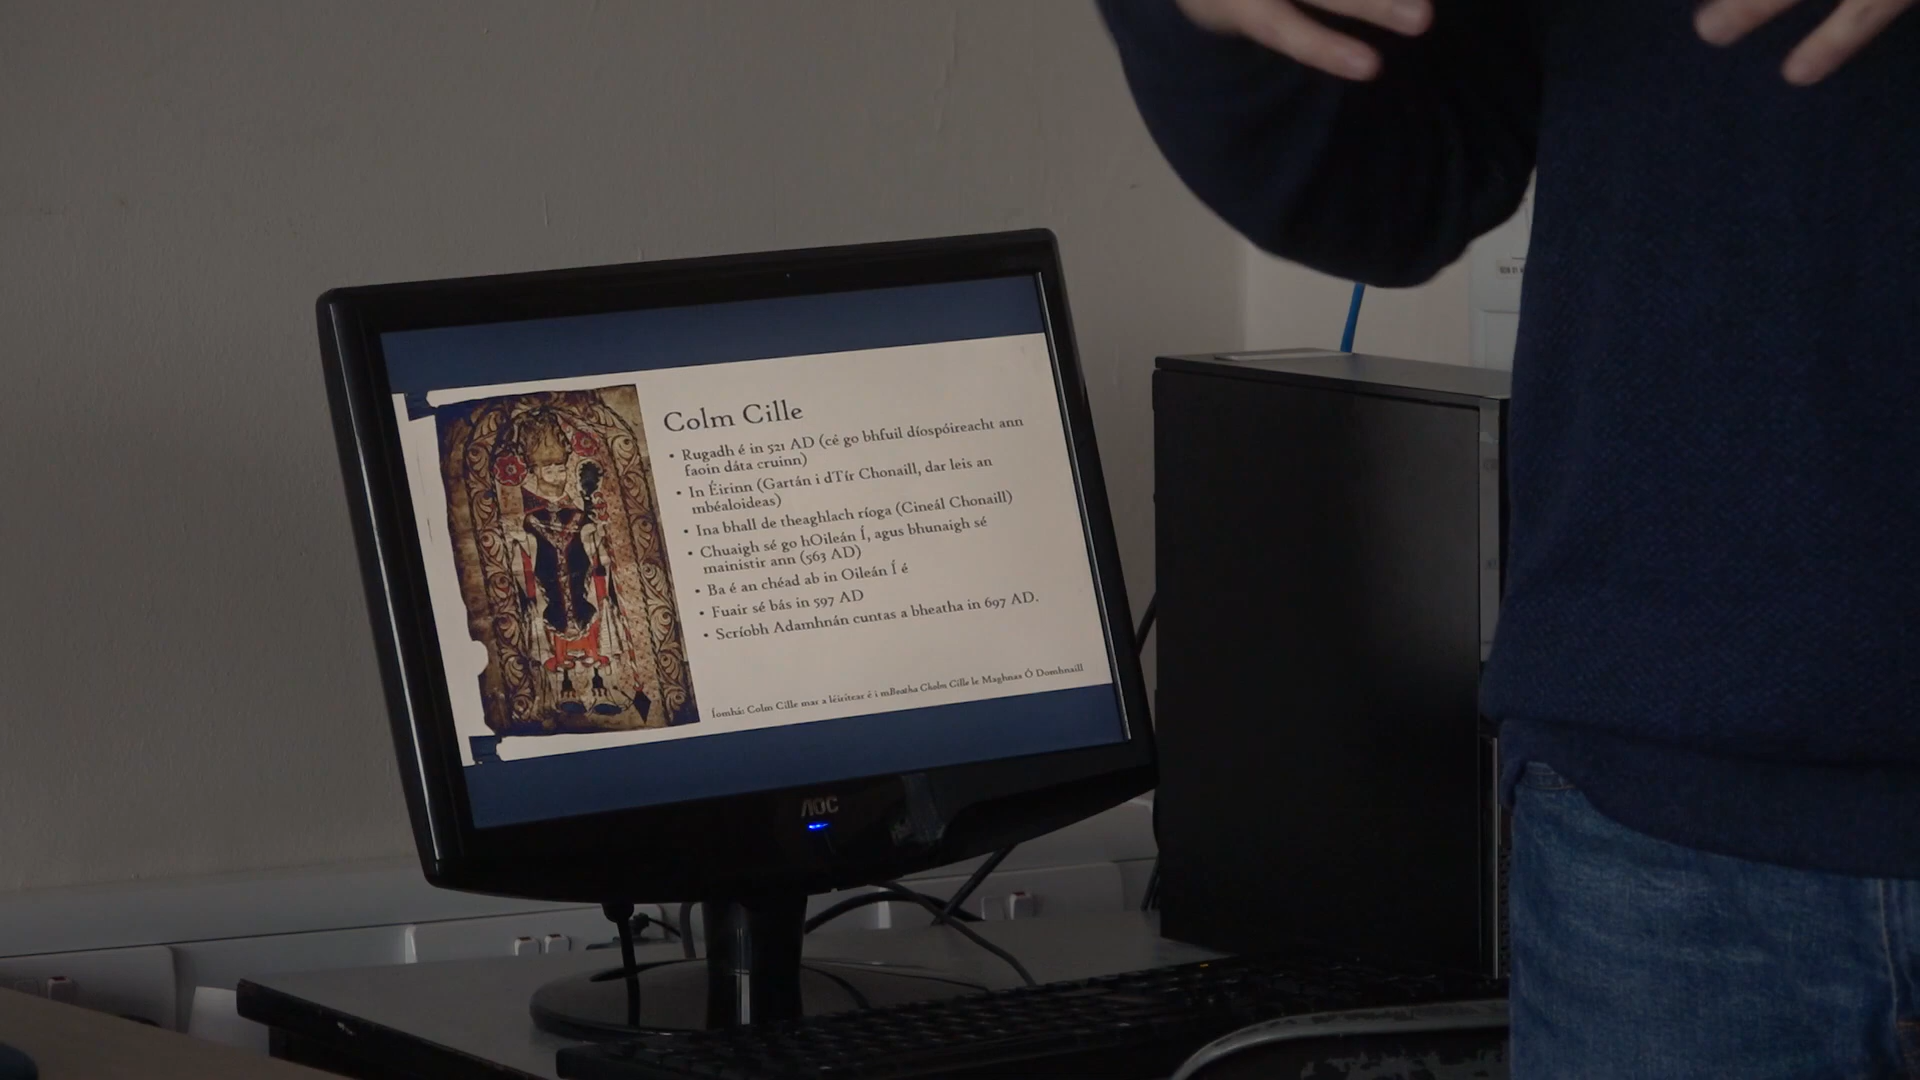 Colm Cille
• Rugadh é in 521 AD (cé go bhfuil díospóireacht ann
faoin dáta cruinn)
• In Éirinn (Gartán i dTír Chonaill, dar leis an
mbéaloideas)
• Ina bhall de theaghlach ríoga (Cineál Chonaill)
• Chuaigh sé go hOileán Í, agus bhunaigh sé
mainistir ann (563 AD)
• Ba é an chéad ab in Oileán Í é
• Fuair sé bás in 597 AD
• Scríobh Adamhnán cuntas a bheatha in 697 AD.
Íomhá: Colm Cille mar a léirítear é i mBeatha Cholm Cille le Maghnas Ó Domhnaill
AOC